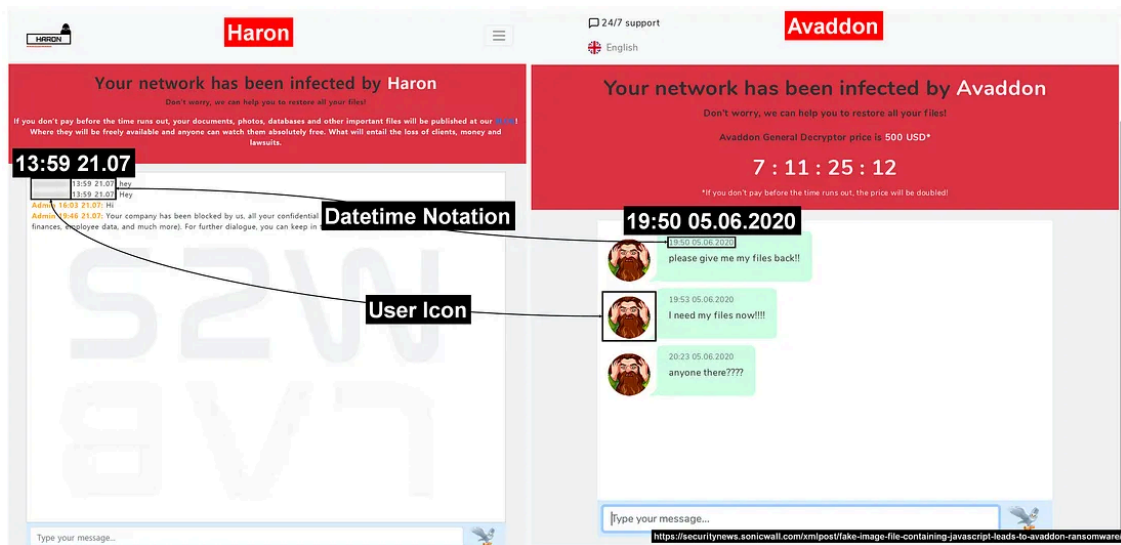 HARON
Haron
Your network has been infected by Haron
Don't worry, we can help you to restore all your files!
If you don't pay before the time runs out, your documents, photos, databases and other important files will be published at our !
Where they will be freely available and anyone can watch them absolutely free. What will entail the loss of clients, money and
lawsuits.
13:59 21.07
13:59 21.07: hey
13:59 21.07: Hey
Admin 16:03 21.07: Hi
Admin 19:46 21.07: Your company has been blocked by us, all your confidential
finances, employee data, and much more). For further dialogue, you can keep in
Datetime Notation
User Icon
S2W
LAB
Type your message...
24/7 support
English
Avaddon
Your network has been infected by Avaddon
Don't worry, we can help you to restore all your files!
Avaddon General Decryptor price is 500 USD*
7 : 11 : 25 : 12
*If you don't pay before the time runs out, the price will be doubled!
19:50 05.06.2020
19:50 05.06.2020
please give me my files back!!
19:53 05.06.2020
I need my files now!!!!
20:23 05.06.2020
anyone there????
Type your message...
https://securitynews.sonicwall.com/xmlpost/fake-image-file-containing-javascript-leads-to-avaddon-ransomware/